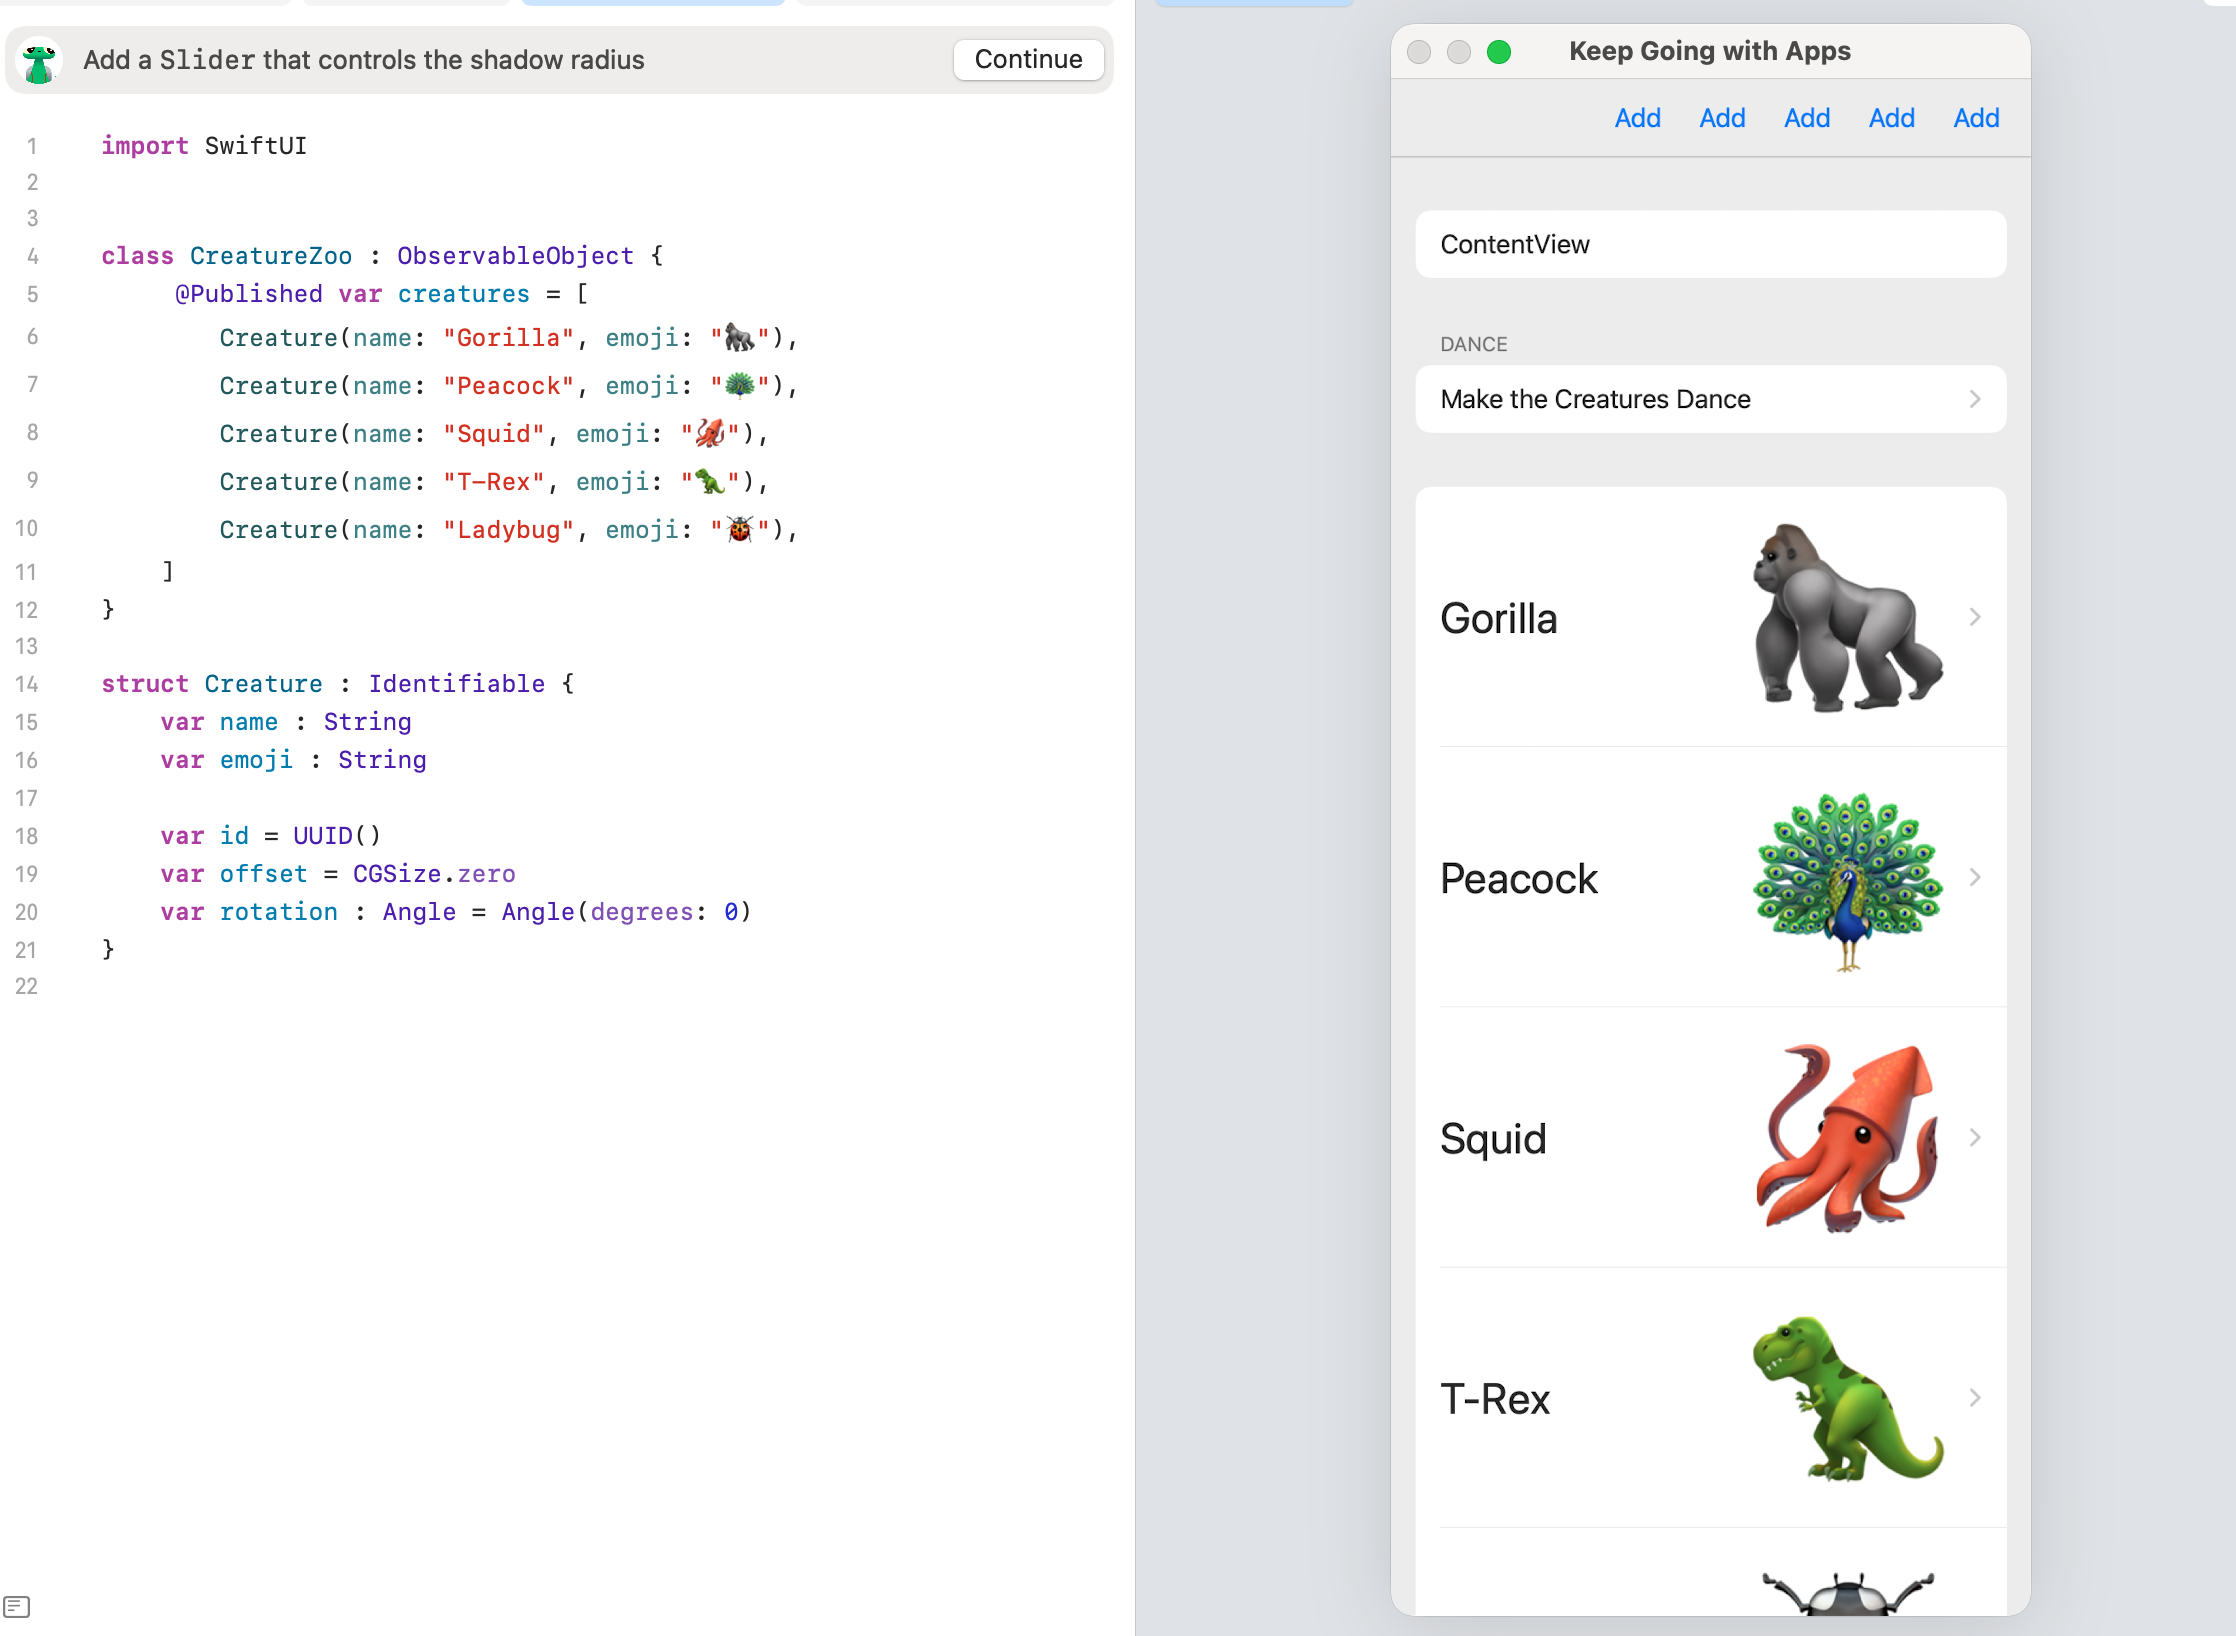 Add a Slider that controls the shadow radius
Continue
1 import SwiftUI
2
3
4 class CreatureZoo : ObservableObject {
5 @Published var creatures = [
6 Creature(name: "Gorilla", emoji: "🦍"),
7 Creature(name: "Peacock", emoji: "🦚"),
8 Creature(name: "Squid", emoji: "🦑"),
9 Creature(name: "T-Rex", emoji: "🦖"),
10 Creature(name: "Ladybug", emoji: "🐞"),
11 ]
12 }
13
14 struct Creature : Identifiable {
15 var name : String
16 var emoji : String
17
18 var id = UUID()
19 var offset = CGSize.zero
20 var rotation : Angle = Angle(degrees: 0)
21 }
22
Keep Going with Apps
Add Add Add Add Add
ContentView
DANCE
Make the Creatures Dance
Gorilla
Peacock
Squid
T-Rex